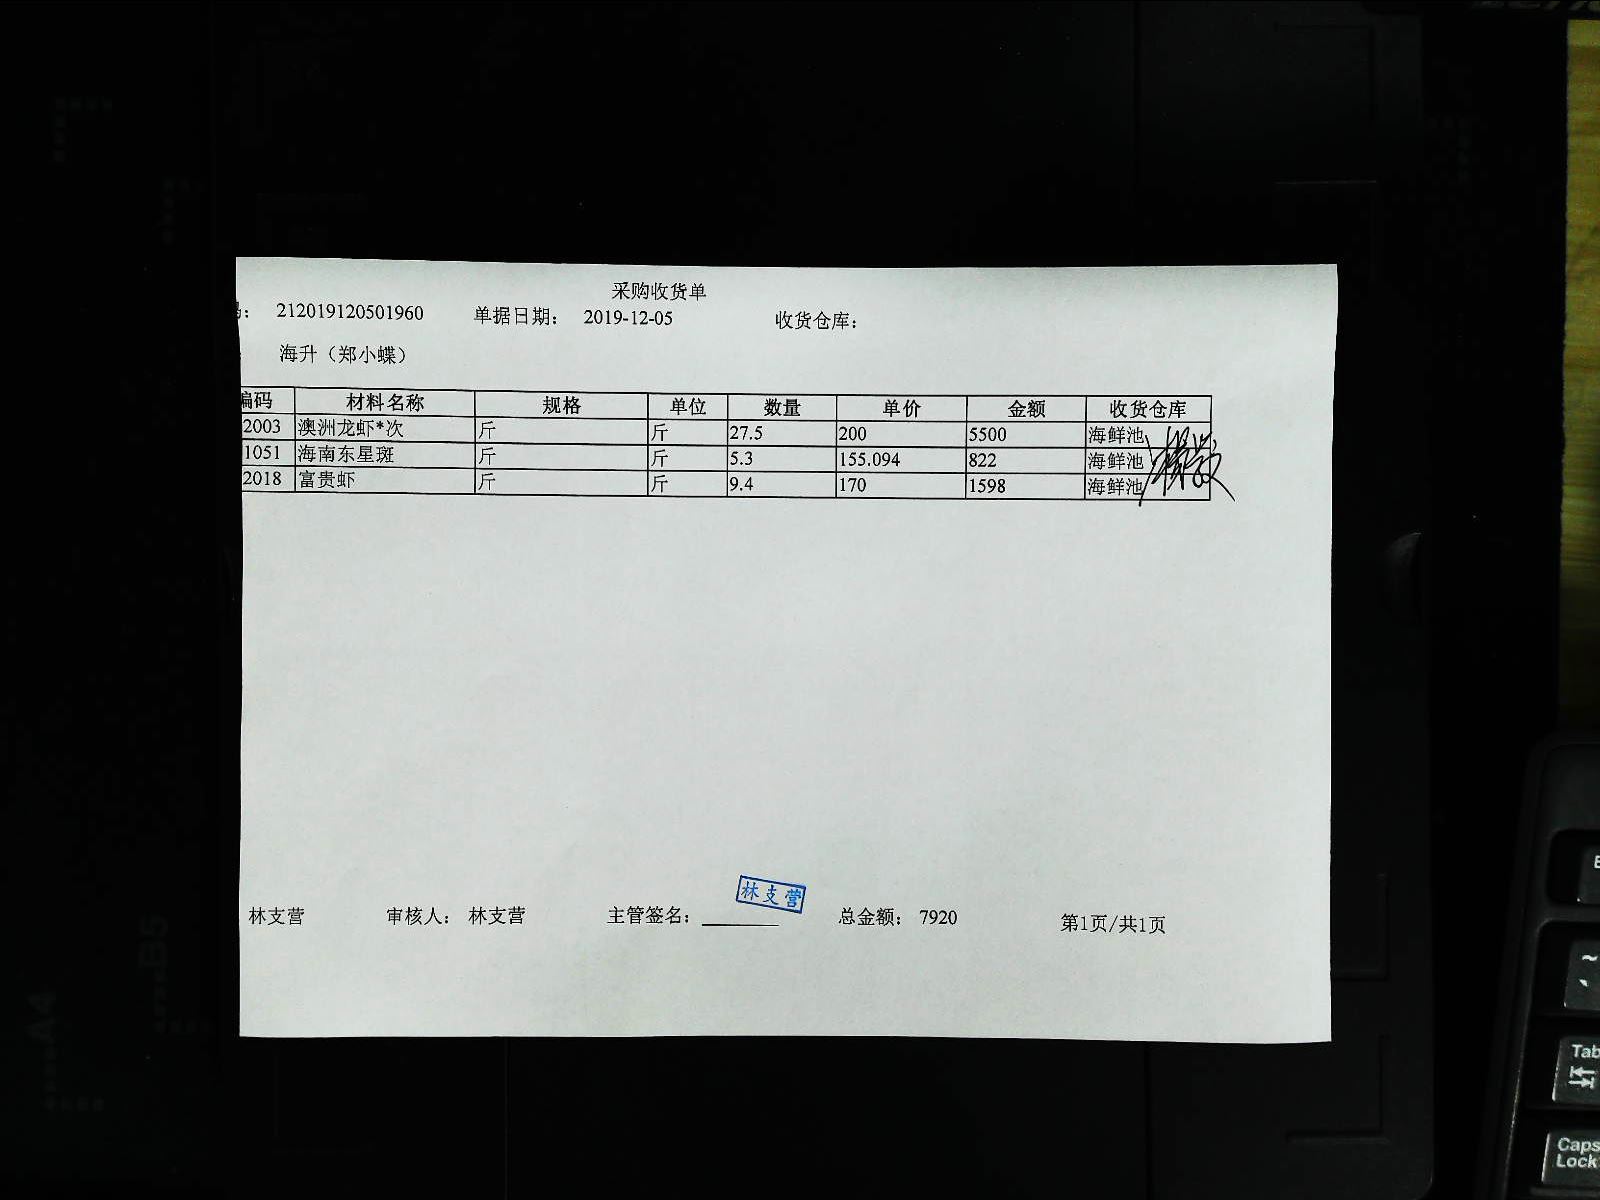 采购收货单
码： 212019120501960 单据日期： 2019-12-05 收货仓库：
海升（郑小蝶）
编码 材料名称 规格 单位 数量 单价 金额 收货仓库
2003 澳洲龙虾*次 斤 斤 27.5 200 5500 海鲜池
1051 海南东星斑 斤 斤 5.3 155.094 822 海鲜池
2018 富贵虾 斤 斤 9.4 170 1598 海鲜池
林支营
林支营 审核人： 林支营 主管签名： 总金额： 7920 第1页/共1页
B5
A4
~
Tab
Caps
Lock